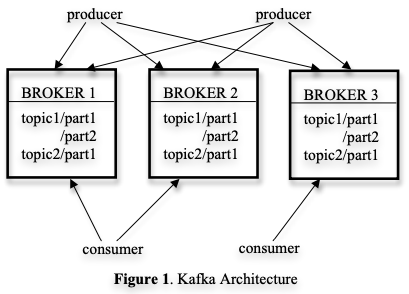 producer producer
BROKER 1 BROKER 2 BROKER 3
topic1/part1 topic1/part1 topic1/part1
/part2 /part2 /part2
topic2/part1 topic2/part1 topic2/part1
consumer consumer
Figure 1. Kafka Architecture